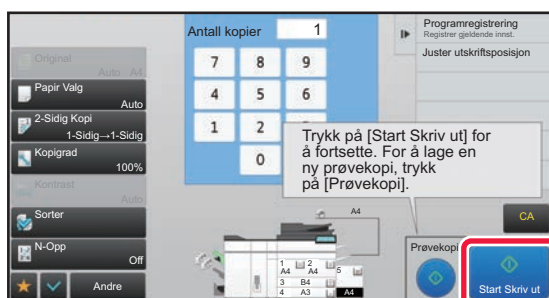 Original
Auto A4
Papir Valg
Auto
2-Sidig Kopi
1-Sidig→1-Sidig
Kopigrad
100%
Kontrast
Auto
Sorter
N-Opp
Off
Andre
Antall kopier 1
7 8 9
4 5 6
1 2
0
Trykk på [Start Skriv ut] for
å fortsette. For å lage en
ny prøvekopi, trykk
på [Prøvekopi].
A4
1 A4
2 A4
3 B4
4 A3
5
A4
Programregistrering
Registrer gjeldende innst.
Juster utskriftsposisjon
CA
Prøvekopi
Start Skriv ut